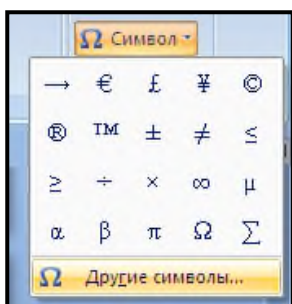 Ω Символ
→ € £ ¥ ©
® ™ ± ≠ ≤
≥ ÷ × ∞ µ
α β π Ω Σ
Ω Другие символы...